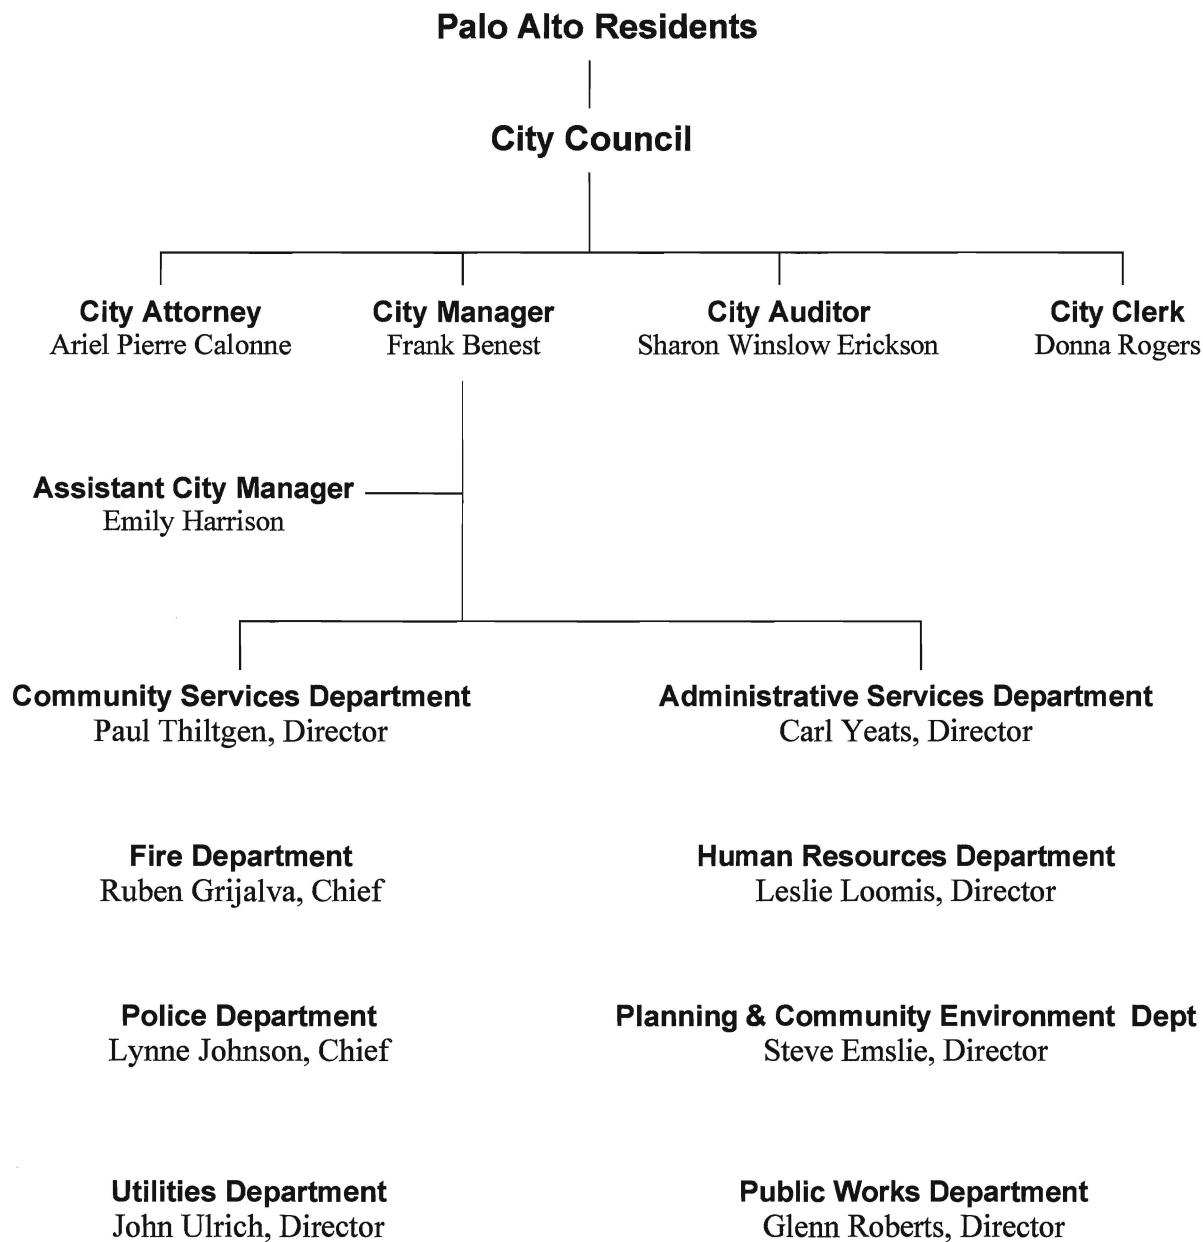 Palo Alto Residents
City Council
City Attorney
Ariel Pierre Calonne
City Manager
Frank Benest
City Auditor
Sharon Winslow Erickson
City Clerk
Donna Rogers
Assistant City Manager
Emily Harrison
Community Services Department
Paul Thiltgen, Director
Administrative Services Department
Carl Yeats, Director
Fire Department
Ruben Grijalva, Chief
Human Resources Department
Leslie Loomis, Director
Police Department
Lynne Johnson, Chief
Planning & Community Environment Dept
Steve Emslie, Director
Utilities Department
John Ulrich, Director
Public Works Department
Glenn Roberts, Director